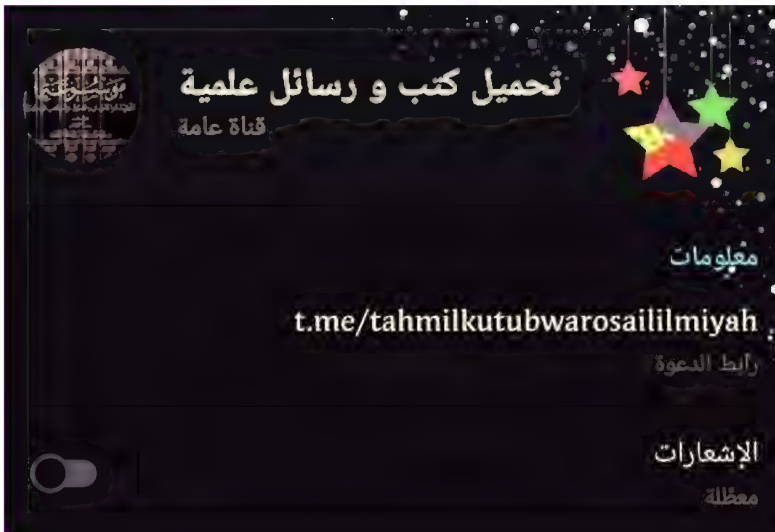 تحميل كتب و رسائل علمية
قناة عامة
معلومات
t.me/tahmilkutubwarosaililmiyah
رابط الدعوة
الإشعارات
معطلة